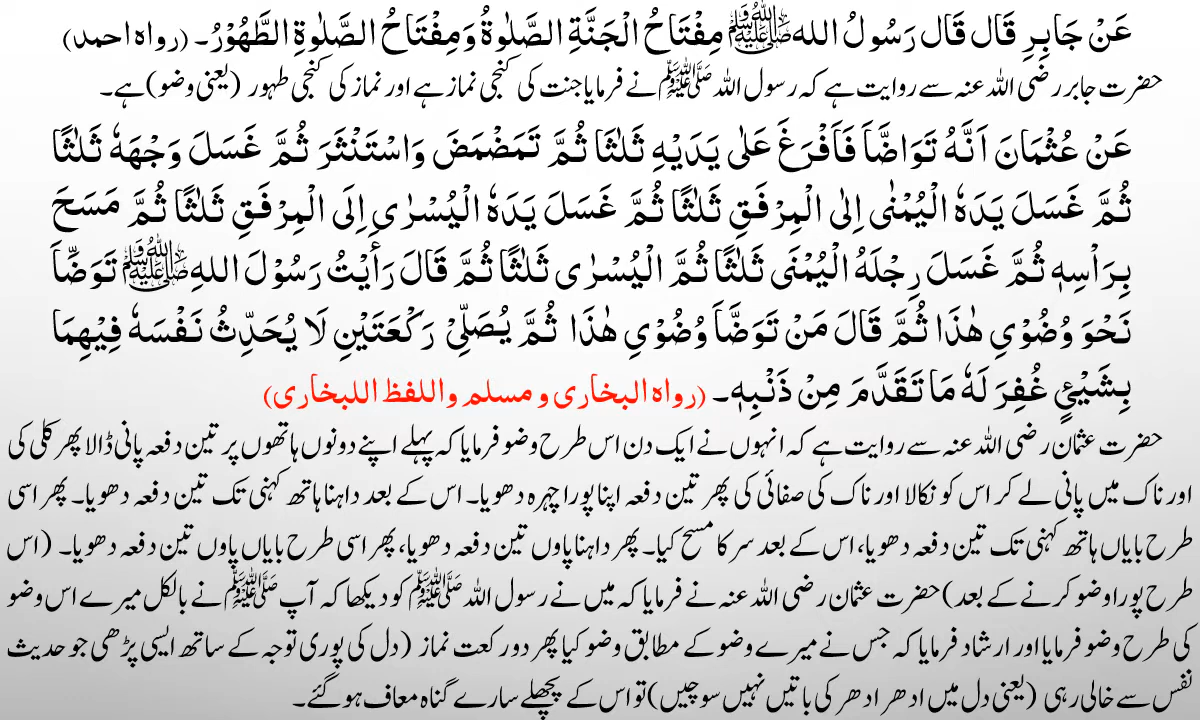 عَنْ جَابِرٍ قَالَ قَالَ رَسُولُ اللهِ ﷺ مِفْتَاحُ الْجَنَّةِ الصَّلٰوةُ وَمِفْتَاحُ الصَّلٰوةِ الطَّهُوْرُ۔ (رواہ احمد)
حضرت جابر رضی اللہ عنہ سے روایت ہے کہ رسول اللہ ﷺ نے فرمایا جنت کی کنجی نماز ہے اور نماز کی کنجی طہور (یعنی وضو) ہے۔
عَنْ عُثْمَانَ اَنَّهُ تَوَاضَّاَ فَاَفْرَغَ عَلٰى يَدَيْهِ ثَلٰثًا ثُمَّ تَمَضْمَضَ وَاسْتَنْثَرَ ثُمَّ غَسَلَ وَجْهَهٗ ثَلٰثًا
ثُمَّ غَسَلَ يَدَهٗ الْيُمْنٰى اِلٰى الْمِرْفَقِ ثَلٰثًا ثُمَّ غَسَلَ يَدَهٗ الْيُسْرٰى اِلَى الْمِرْفَقِ ثَلٰثًا ثُمَّ مَسَحَ
بِرَاْسِهٖ ثُمَّ غَسَلَ رِجْلَهُ الْيُمْنٰى ثَلٰثًا ثُمَّ الْيُسْرٰى ثَلٰثًا ثُمَّ قَالَ رَأَيْتُ رَسُوْلَ اللهِ ﷺ تَوَضَّاَ
نَحْوَ وُضُوْىِٕ هٰذَا ثُمَّ قَالَ مَنْ تَوَضَّاَ وُضُوْىِٕ هٰذَا ثُمَّ يُصَلِّىْ رَكْعَتَيْنِ لَا يُحَدِّثُ نَفْسَهٗ فِيْهِمَا
بِشَيْئٍ غُفِرَ لَهٗ مَا تَقَدَّمَ مِنْ ذَنْۢبِهٖ۔ (رواہ البخاری و مسلم واللفظ اللبخاری)
حضرت عثمان رضی اللہ عنہ سے روایت ہے کہ انہوں نے ایک دن اس طرح وضو فرمایا کہ پہلے اپنے دونوں ہاتھوں پر تین دفعہ پانی ڈالا پھر کلی کی
اور ناک میں پانی لے کر اس کو نکالا اور ناک کی صفائی کی پھر تین دفعہ اپنا پورا چہرہ دھویا۔ اس کے بعد داہنا ہاتھ کہنی تک تین دفعہ دھویا۔ پھر اسی
طرح بایاں ہاتھ کہنی تک تین دفعہ دھویا، اس کے بعد سر کا مسح کیا۔ پھر داہنا پاوں تین دفعہ دھویا، پھر اسی طرح بایاں پاوں تین دفعہ دھویا۔ (اس
طرح پورا وضو کرنے کے بعد) حضرت عثمان رضی اللہ عنہ نے فرمایا کہ میں نے رسول اللہ ﷺ کو دیکھا کہ آپ ﷺ نے بالکل میرے اس وضو
کی طرح وضو فرمایا اور ارشاد فرمایا کہ جس نے میرے وضو کے مطابق وضو کیا پھر دو رکعت نماز (دل کی پوری توجہ کے ساتھ ایسی پڑھی جو حدیث
نفس سے خالی رہی (یعنی دل میں ادھر ادھر کی باتیں نہیں سوچیں) تو اس کے پچھلے سارے گناہ معاف ہو گئے۔